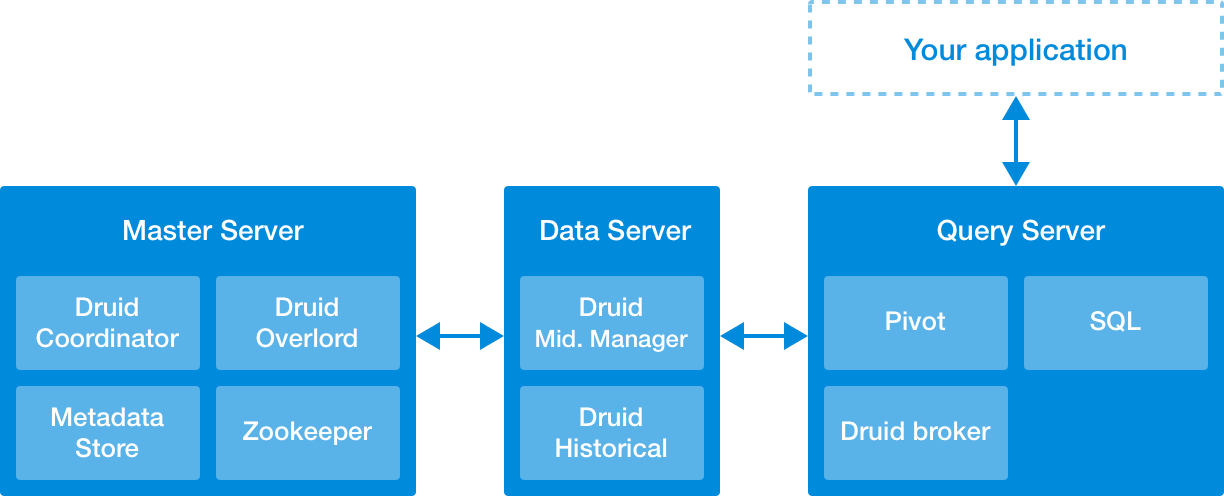 Your application
Master Server
Druid
Coordinator
Druid
Overlord
Metadata
Store
Zookeeper
Data Server
Druid
Mid. Manager
Druid
Historical
Query Server
Pivot
SQL
Druid broker